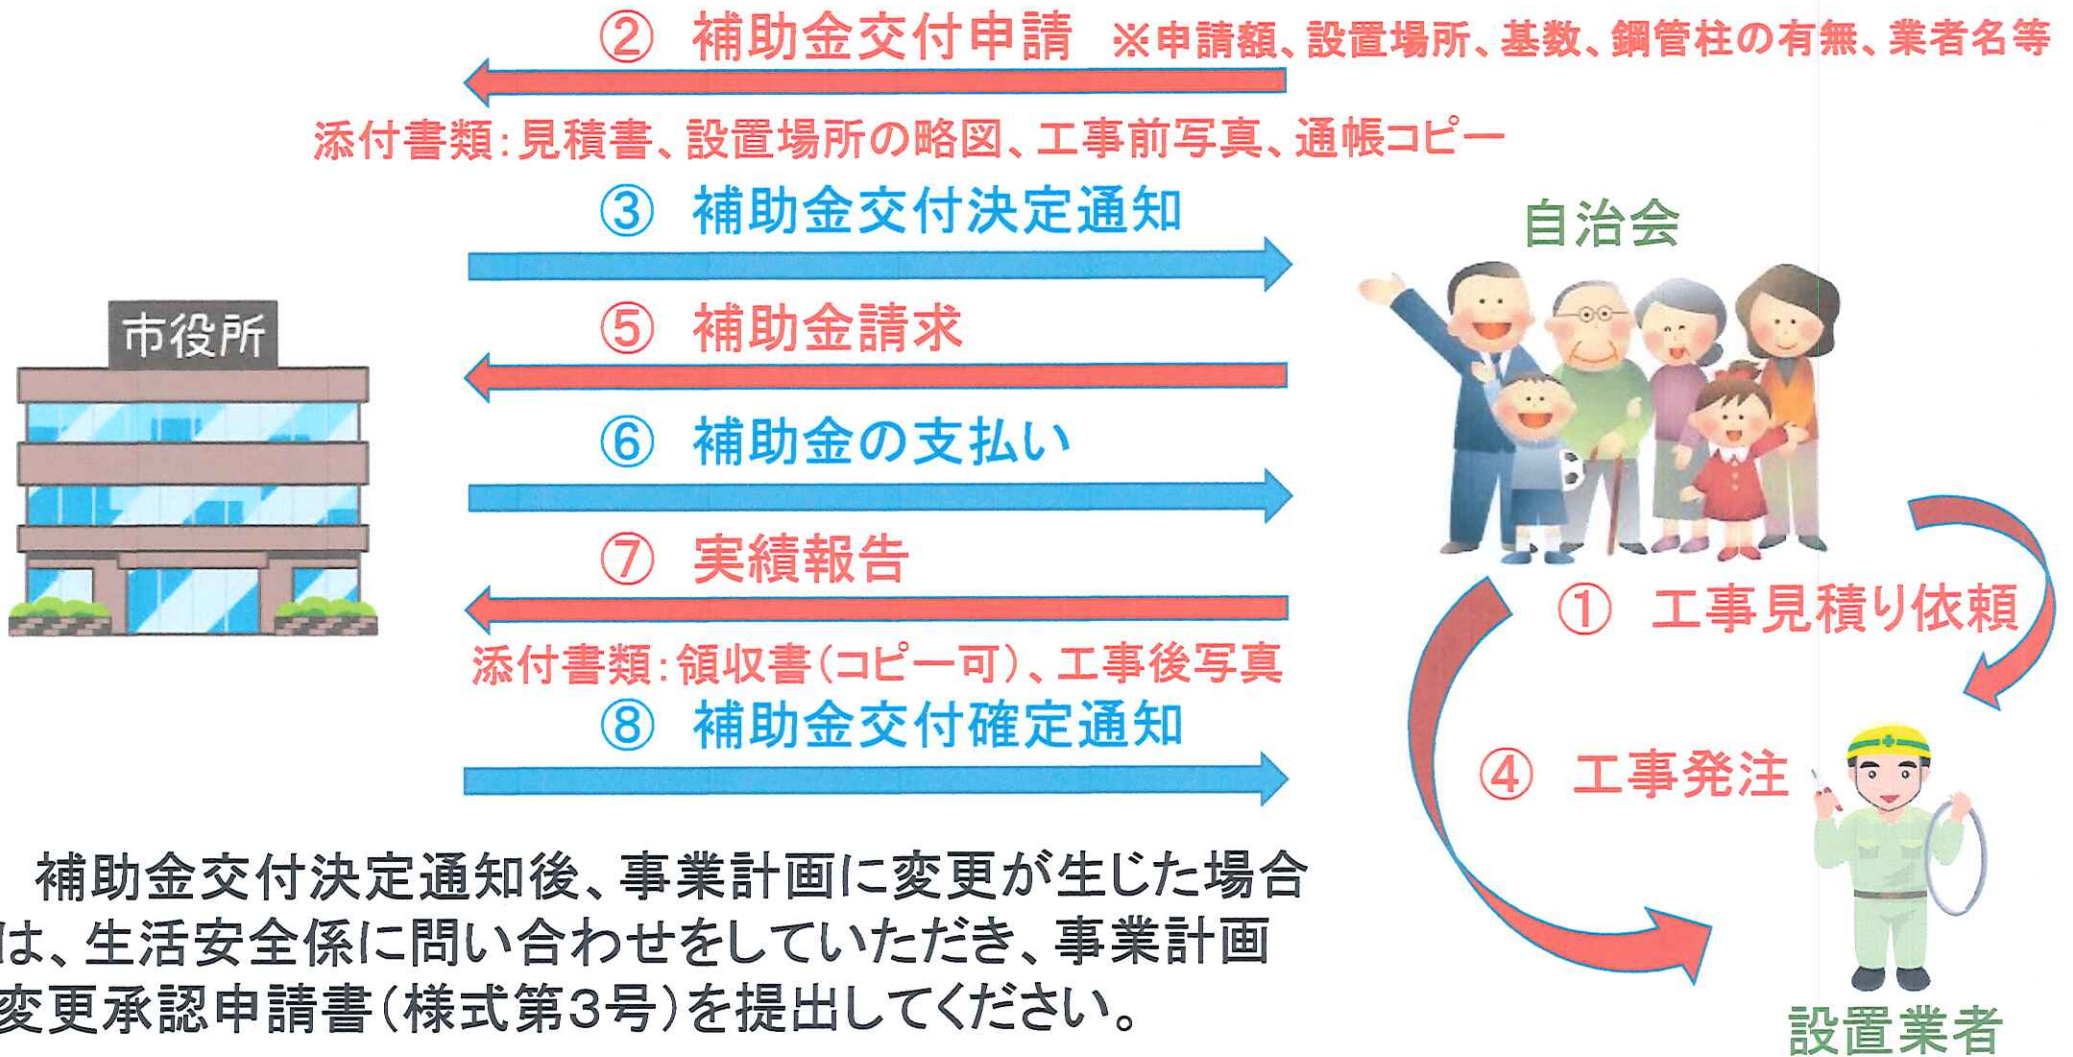 ② 補助金交付申請 ※申請額、設置場所、基数、鋼管柱の有無、業者名等
添付書類:見積書、設置場所の略図、工事前写真、通帳コピー
③ 補助金交付決定通知
自治会
市役所
⑤ 補助金請求
⑥ 補助金の支払い
⑦ 実績報告
① 工事見積り依頼
添付書類:領収書(コピー可)、工事後写真
⑧ 補助金交付確定通知
④ 工事発注
補助金交付決定通知後、事業計画に変更が生じた場合
は、生活安全係に問い合わせをしていただき、事業計画
変更承認申請書(様式第3号)を提出してください。
設置業者